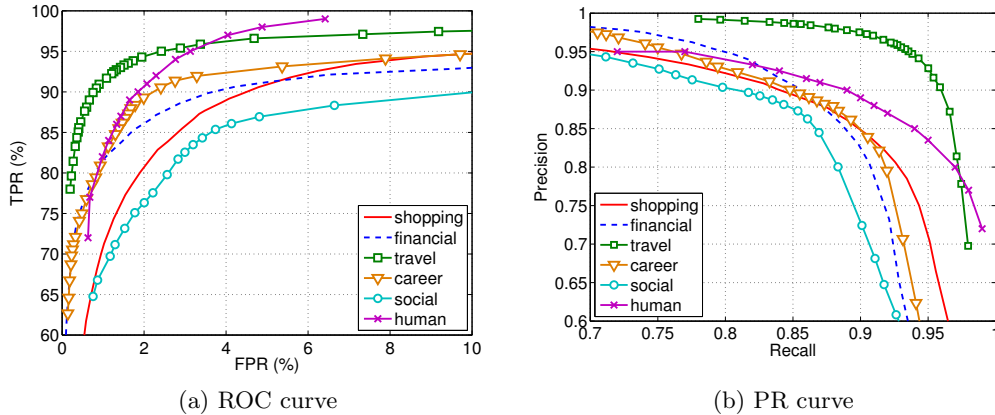 100
95
90
85
80
75
70
65
60
TPR (%)
0
2
4
6
8
10
FPR (%)
shopping
financial
travel
career
social
human
(a) ROC curve
1
0.95
0.9
0.85
0.8
0.75
0.7
0.65
0.6
Precision
0.7
0.75
0.8
0.85
0.9
0.95
1
Recall
shopping
financial
travel
career
social
human
(b) PR curve